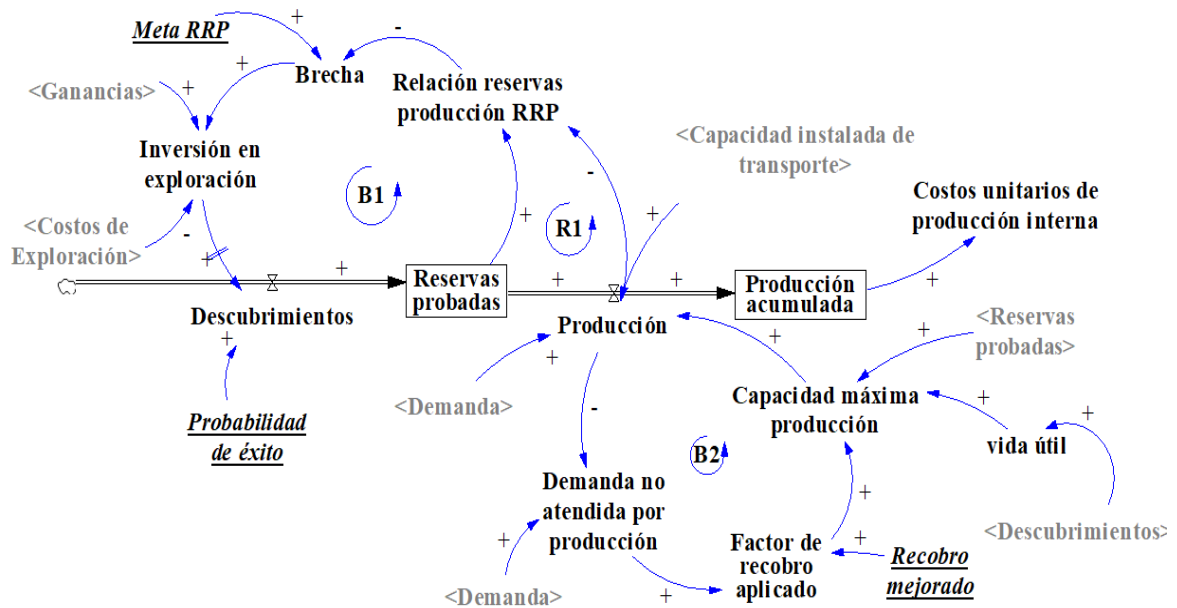 Meta RRP
+
-
Brecha
+
<Ganancias>
+
Relación reservas
producción RRP
<Capacidad instalada de
transporte>
Inversión en
exploración
B1
-
Costos unitarios de
producción interna
<Costos de
Exploración>
-
+
R1
+
+
+
+
Reservas
probadas
+
+
Producción
acumulada
+
Descubrimientos
Producción
+
+
<Reservas
probadas>
+
+
<Demanda>
Capacidad máxima
producción
+
+
vida útil
Probabilidad
de éxito
-
B2
Demanda no
atendida por
producción
+
<Descubrimientos>
+
Factor de
recobro
aplicado
+
Recobro
mejorado
<Demanda>
+